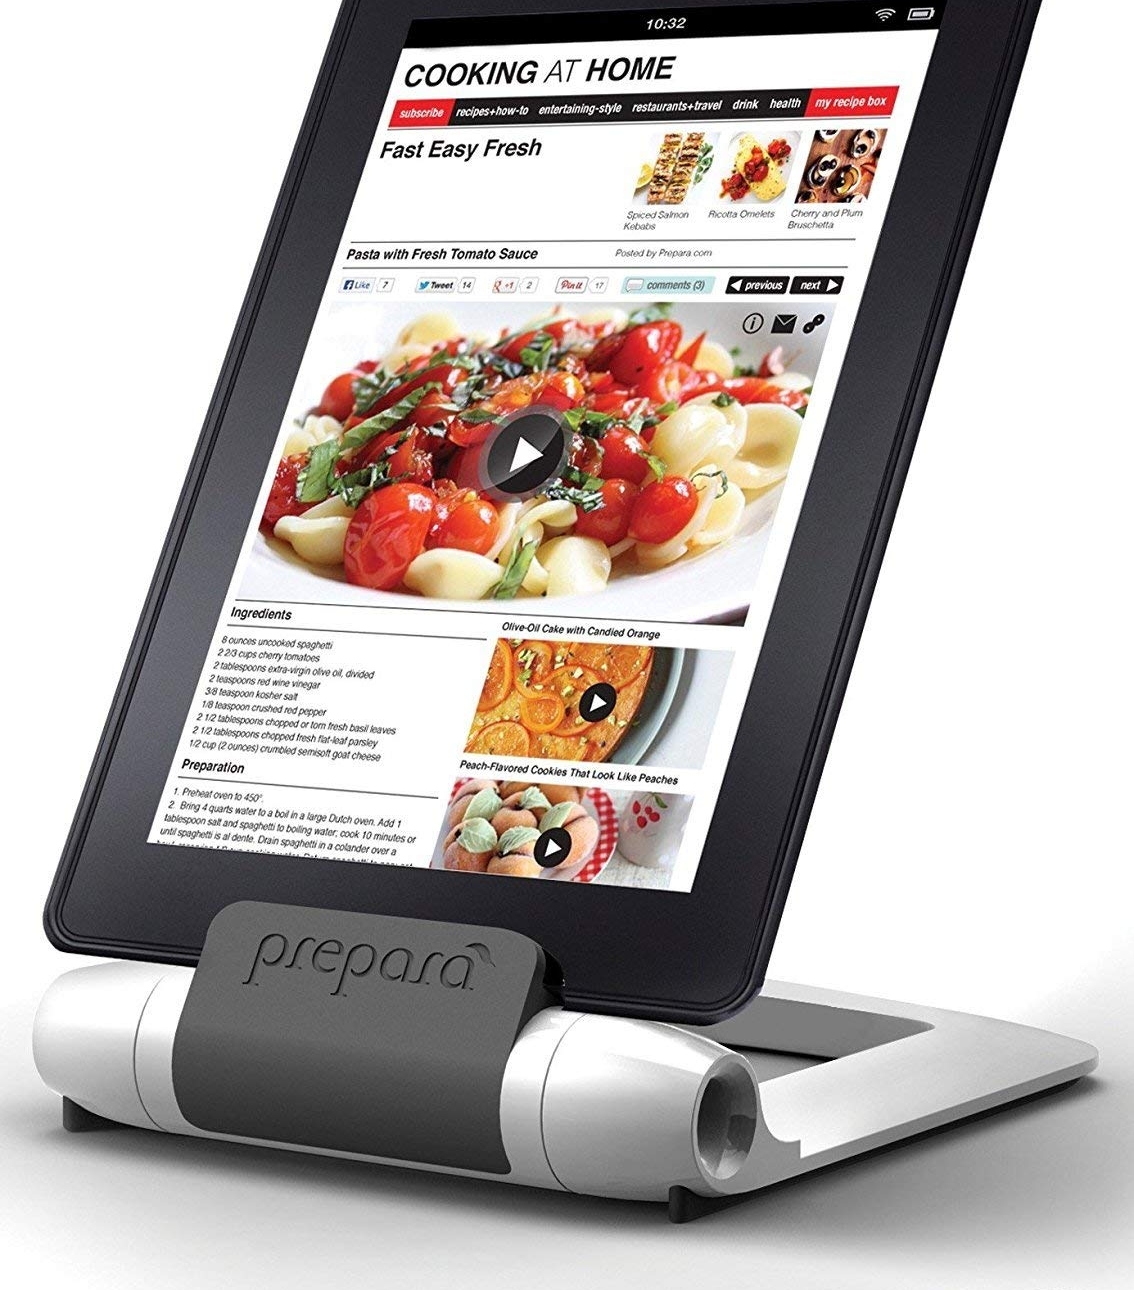 10:32
COOKING AT HOME
subscribe recipes+how-to entertaining-style restaurants+travel drink health my recipe box
Fast Easy Fresh
Spiced Salmon
Kebabs
Ricotta Omelets
Cherry and Plum
Bruschetta
Pasta with Fresh Tomato Sauce
Posted by Prepara.com
Like 7 Tweet 14 +1 2 Pin it 17 comments (3) previous next
Ingredients
8 ounces uncooked spaghetti
2 2/3 cups cherry tomatoes
2 tablespoons extra-virgin olive oil, divided
2 teaspoons red wine vinegar
3/8 teaspoon kosher salt
1/8 teaspoon crushed red pepper
2 1/2 tablespoons chopped or torn fresh basil leaves
2 1/2 tablespoons chopped fresh flat-leaf parsley
1/2 cup (2 ounces) crumbled semisoft goat cheese
Preparation
1. Preheat oven to 450°.
2. Bring 4 quarts water to a boil in a large Dutch oven. Add 1
tablespoon salt and spaghetti to boiling water; cook 10 minutes or
until spaghetti is al dente. Drain spaghetti in a colander over a
Olive-Oil Cake with Candied Orange
Peach-Flavored Cookies That Look Like Peaches
prepara